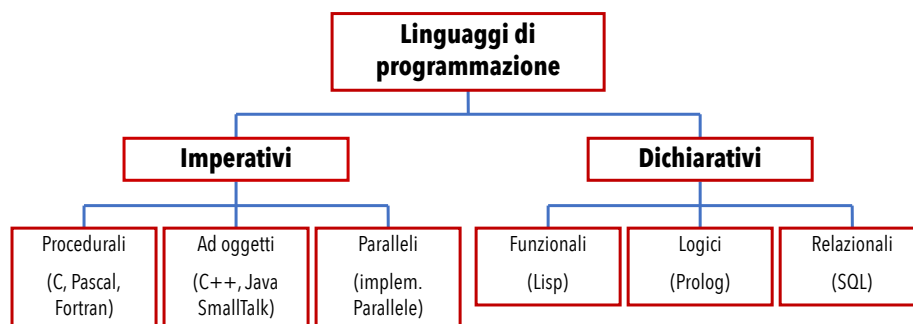 Linguaggi di
programmazione
Imperativi
Dichiarativi
Procedurali
(C, Pascal,
Fortran)
Ad oggetti
(C++, Java
SmallTalk)
Paralleli
(implem.
Parallele)
Funzionali
(Lisp)
Logici
(Prolog)
Relazionali
(SQL)